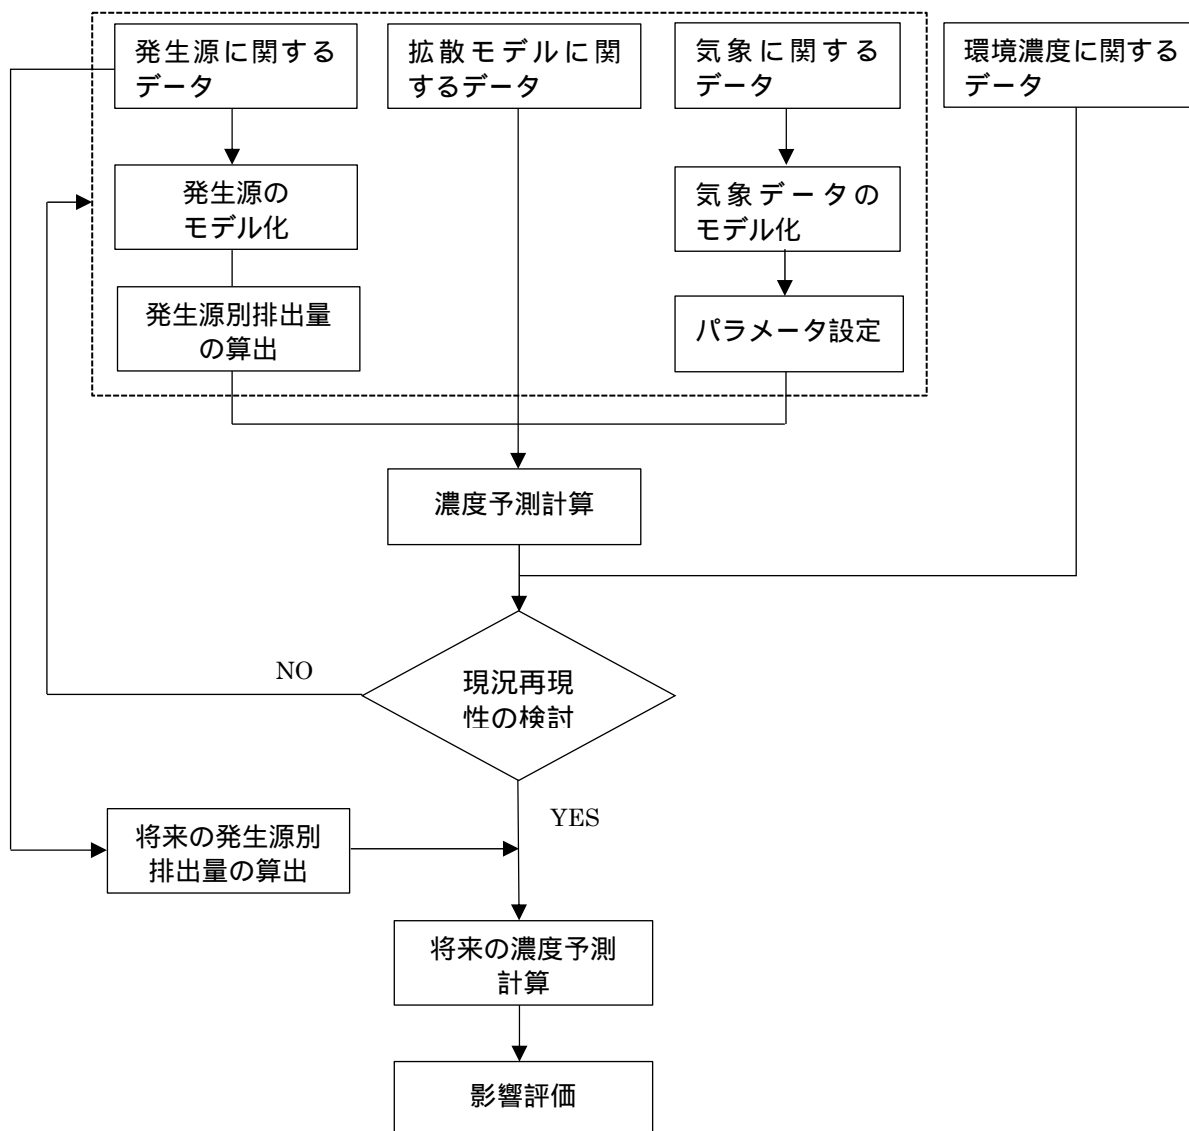 発生源に関する
データ
拡散モデルに関
するデータ
気象に関する
データ
環境濃度に関する
データ
発生源の
モデル化
気象データの
モデル化
発生源別排出量
の算出
パラメータ設定
濃度予測計算
NO
現況再現
性の検討
YES
将来の発生源別
排出量の算出
将来の濃度予測
計算
影響評価